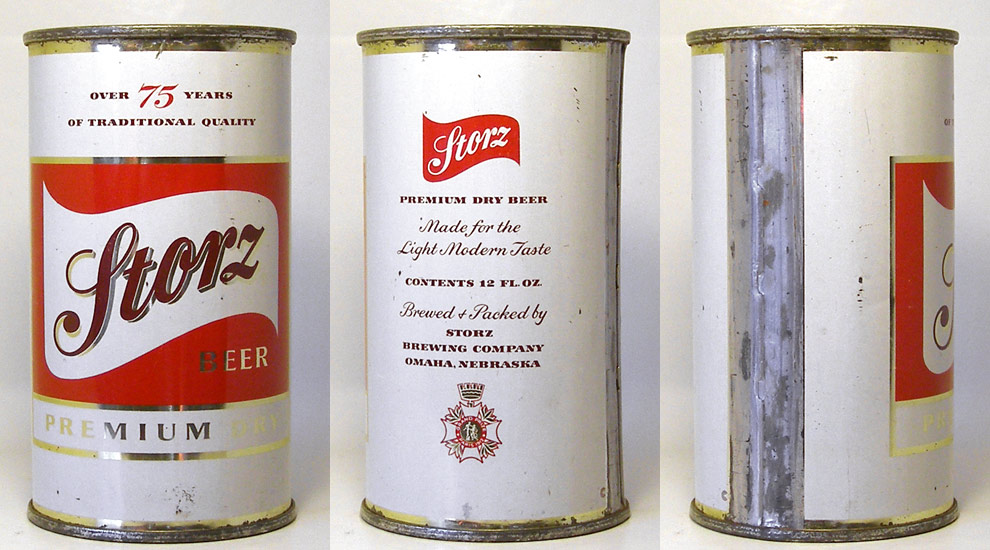 OVER 75 YEARS
OF TRADITIONAL QUALITY
Storz
BEER
PREMIUM DRY
Storz
PREMIUM DRY BEER
Made for the
Light Modern Taste
CONTENTS 12 FL. OZ.
Brewed & Packed by
STORZ
BREWING COMPANY
OMAHA, NEBRASKA